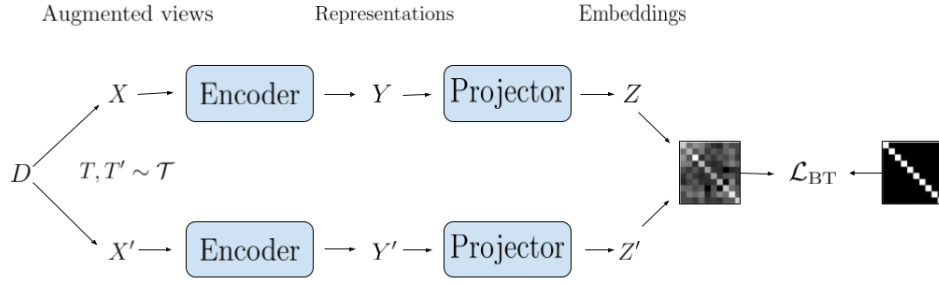 Augmented views Representations Embeddings
X Encoder Y Projector Z
D T, T′ ∼ 𝒯 ℒ_BT
X′ Encoder Y′ Projector Z′